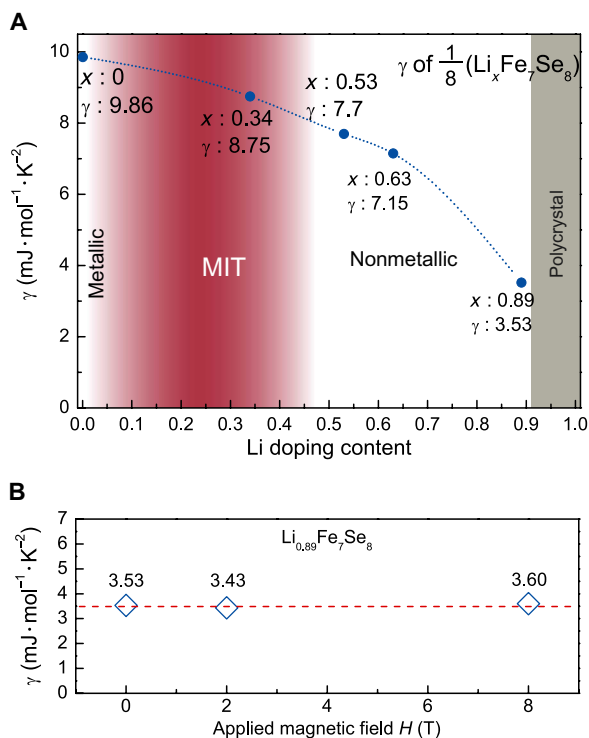 A
γ of 1/8 (LiₓFe₇Se₈)
10
8
6
4
2
0
γ (mJ·mol⁻¹·K⁻²)
x : 0
γ : 9.86
x : 0.34
γ : 8.75
x : 0.53
γ : 7.7
x : 0.63
γ : 7.15
x : 0.89
γ : 3.53
Metallic
MIT
Nonmetallic
Polycrystal
0.0 0.1 0.2 0.3 0.4 0.5 0.6 0.7 0.8 0.9 1.0
Li doping content
B
Li₀.₈₉Fe₇Se₈
7
6
5
4
3
2
1
0
γ (mJ·mol⁻¹·K⁻²)
3.53 3.43 3.60
0 2 4 6 8
Applied magnetic field H (T)